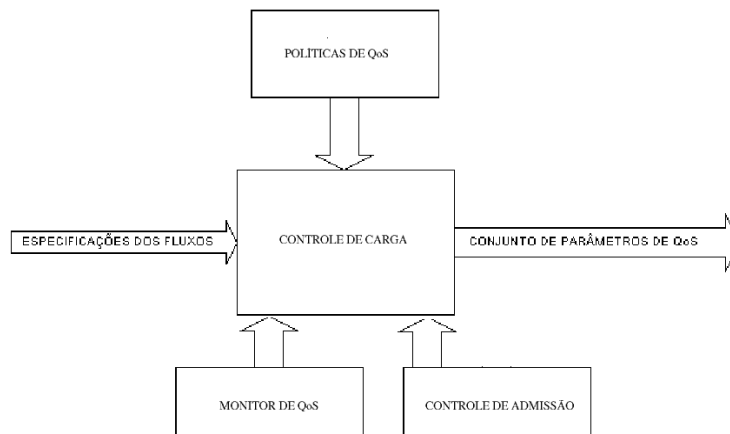 POLÍTICAS DE QoS
ESPECIFICAÇÕES DOS FLUXOS
CONTROLE DE CARGA
CONJUNTO DE PARÂMETROS DE QoS
MONITOR DE QoS
CONTROLE DE ADMISSÃO